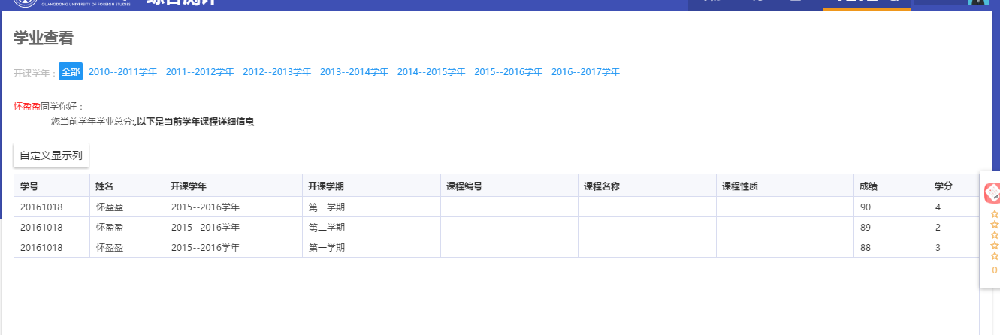 GUANGDONG UNIVERSITY OF FOREIGN STUDIES
学业查看
开课学年： 全部 2010--2011学年 2011--2012学年 2012--2013学年 2013--2014学年 2014--2015学年 2015--2016学年 2016--2017学年
怀盈盈同学你好：
您当前学年学业总分:,以下是当前学年课程详细信息
自定义显示列
学号 姓名 开课学年 开课学期 课程编号 课程名称 课程性质 成绩 学分
20161018 怀盈盈 2015--2016学年 第一学期 90 4
20161018 怀盈盈 2015--2016学年 第二学期 89 2
20161018 怀盈盈 2015--2016学年 第一学期 88 3
0